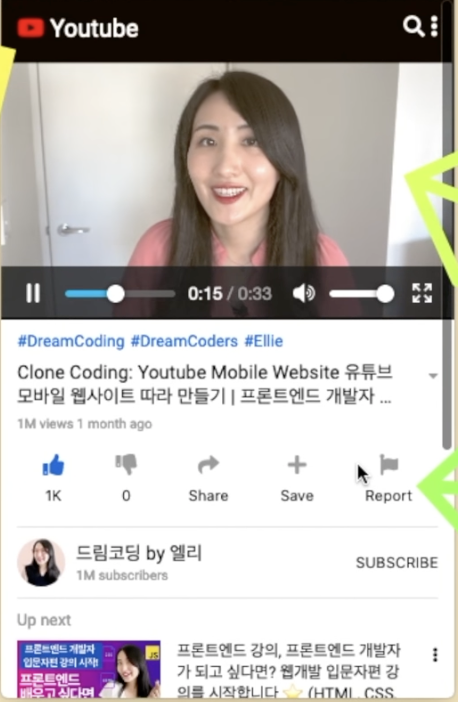 Youtube
0:15 / 0:33
#DreamCoding #DreamCoders #Ellie
Clone Coding: Youtube Mobile Website 유튜브
모바일 웹사이트 따라 만들기 | 프론트엔드 개발자 ...
1M views 1 month ago
1K
0
Share
Save
Report
드림코딩 by 엘리
1M subscribers
SUBSCRIBE
Up next
프론트엔드 개발자
입문자편 강의 시작!
프론트엔드
배우고 싶다면
JS
프론트엔드 강의, 프론트엔드 개발자
가 되고 싶다면? 웹개발 입문자편 강
의를 시작합니다 ⭐ (HTML, CSS,